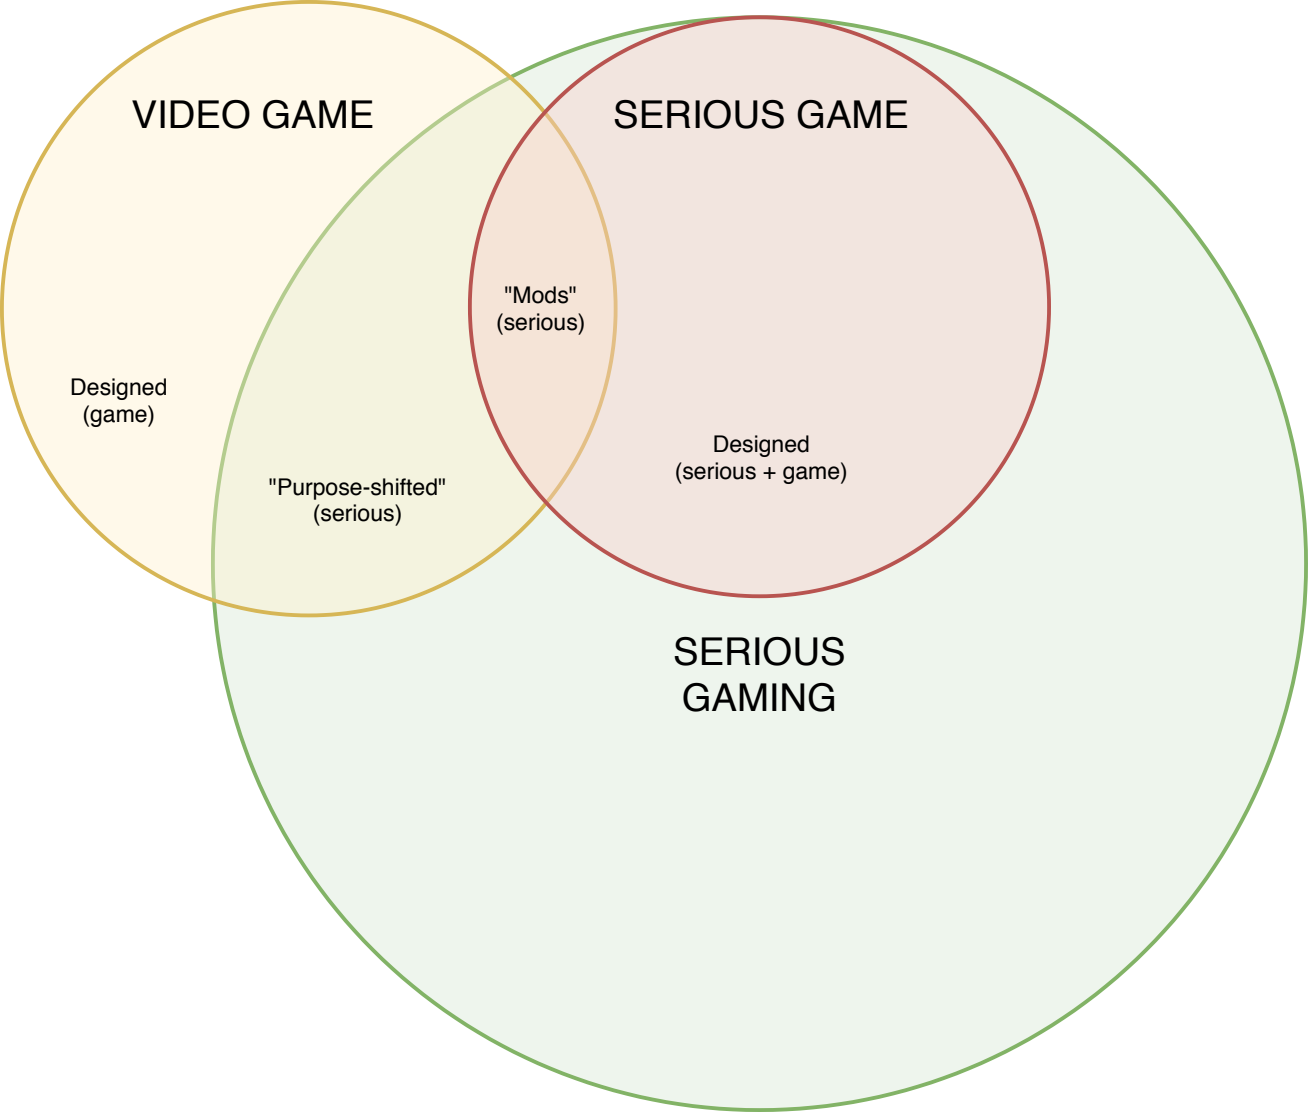 VIDEO GAME
SERIOUS GAME
"Mods"
(serious)
Designed
(game)
Designed
(serious + game)
"Purpose-shifted"
(serious)
SERIOUS
GAMING